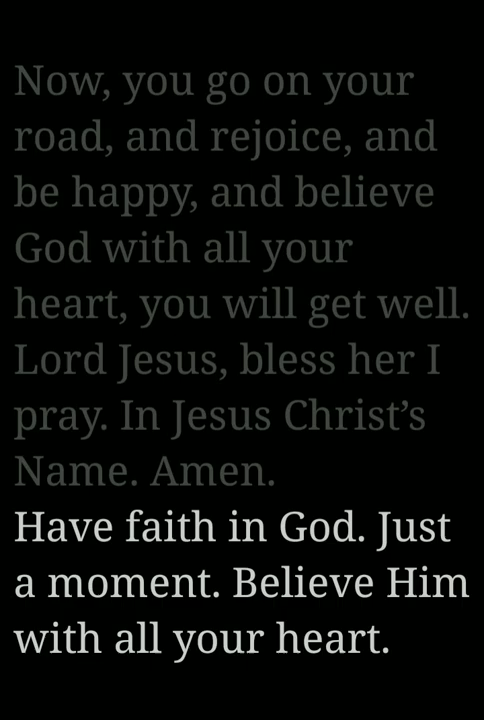 Now, you go on your
road, and rejoice, and
be happy, and believe
God with all your
heart, you will get well.
Lord Jesus, bless her I
pray. In Jesus Christ’s
Name. Amen.
Have faith in God. Just
a moment. Believe Him
with all your heart.